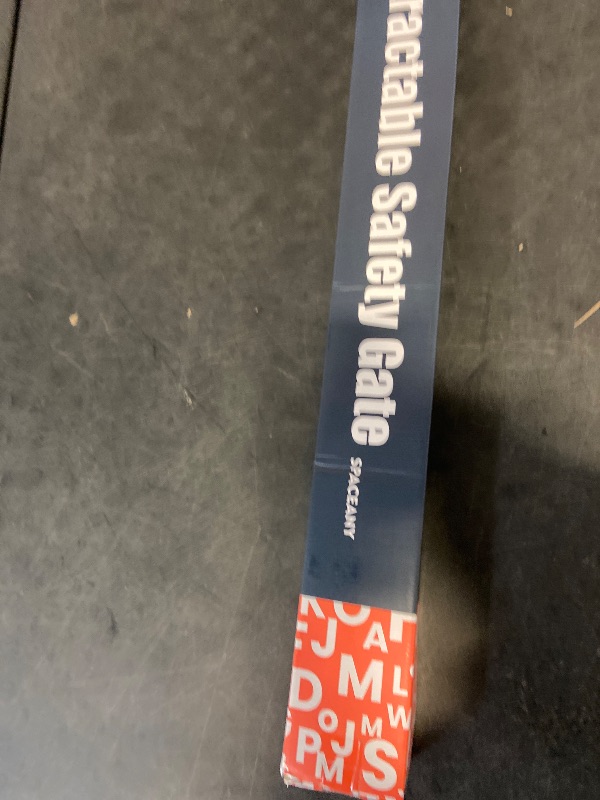 ractable Safety Gate
SPACEANY
K O F
F J A
M L
D W
O M
P J
M S